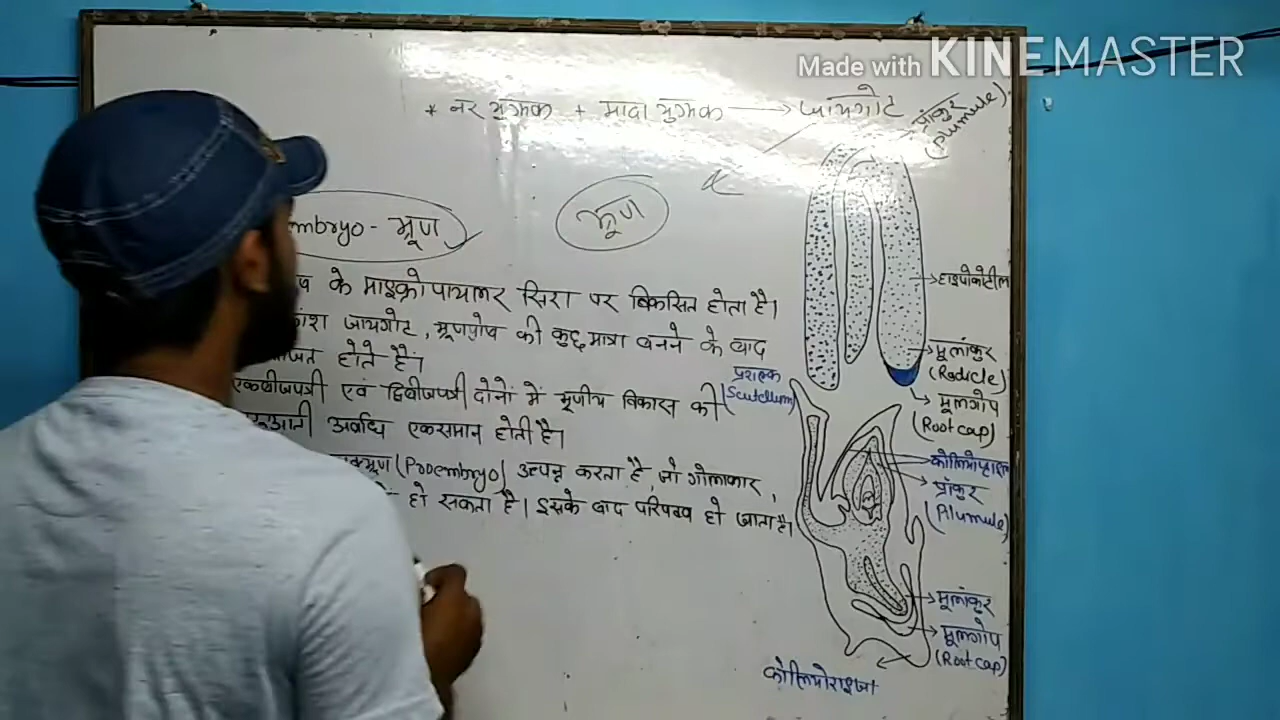 Made with KINEMASTER
* नर युग्मक + मादा युग्मक → जायगोट
प्रांकुर
(plumule)
mbryo - भ्रूण
भ्रूण
के माइक्रोपायलर सिरा पर विकसित होता है।
जायगोट, भ्रूणपोष की कुछ मात्रा बनने के बाद
होते हैं।
एकबीजपत्री एवं द्विबीजपत्री दोनों में भ्रूणीय विकास की
अवधि एकसमान होती है।
(Proembryo) उत्पन्न करता है, जो गोलाकार,
हो सकता है। इसके बाद परिपक्व हो जाता है।
हाइपोकोटील
मूलांकुर
(Radicle)
मूलगोप
(Root cap)
प्रशल्क
(Scutellum)
प्रांकुर
(Plumule)
मूलांकुर
मूलगोप
(Root cap)
कोलियोराइजा